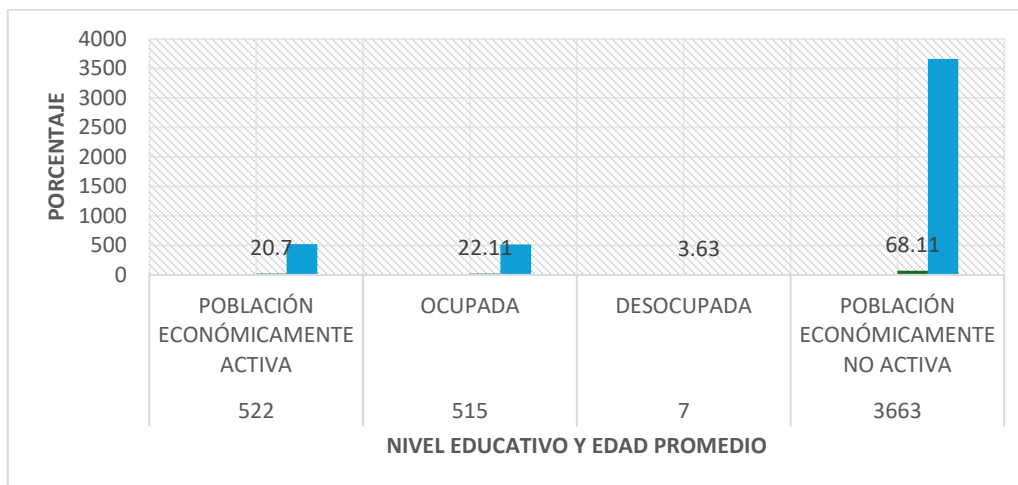 4000
3500
3000
2500
2000
1500
1000
500
0
PORCENTAJE
20.7
22.11
3.63
68.11
POBLACIÓN
ECONÓMICAMENTE
ACTIVA
OCUPADA
DESOCUPADA
POBLACIÓN
ECONÓMICAMENTE
NO ACTIVA
522
515
7
3663
NIVEL EDUCATIVO Y EDAD PROMEDIO